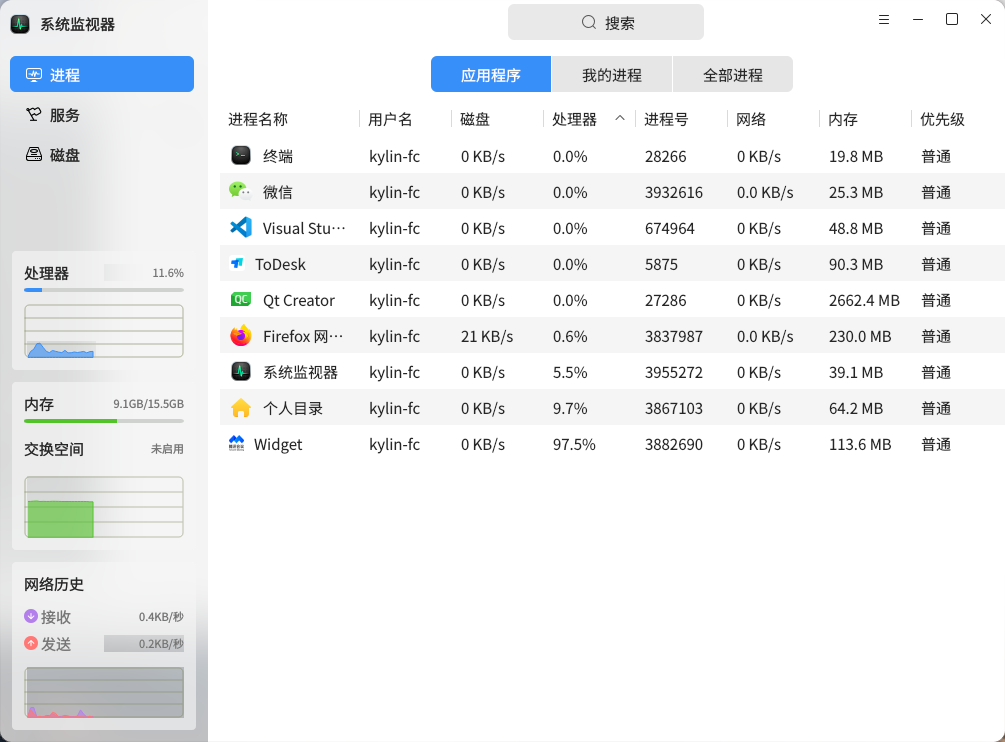 系统监视器
搜索
进程
服务
磁盘
处理器 11.6%
内存 9.1GB/15.5GB
交换空间 未启用
网络历史
接收 0.4KB/秒
发送 0.2KB/秒
应用程序 我的进程 全部进程
进程名称 用户名 磁盘 处理器 进程号 网络 内存 优先级
终端 kylin-fc 0 KB/s 0.0% 28266 0 KB/s 19.8 MB 普通
微信 kylin-fc 0 KB/s 0.0% 3932616 0.0 KB/s 25.3 MB 普通
Visual Stu… kylin-fc 0 KB/s 0.0% 674964 0 KB/s 48.8 MB 普通
ToDesk kylin-fc 0 KB/s 0.0% 5875 0 KB/s 90.3 MB 普通
QC Qt Creator kylin-fc 0 KB/s 0.0% 27286 0 KB/s 2662.4 MB 普通
Firefox 网… kylin-fc 21 KB/s 0.6% 3837987 0.0 KB/s 230.0 MB 普通
系统监视器 kylin-fc 0 KB/s 5.5% 3955272 0 KB/s 39.1 MB 普通
个人目录 kylin-fc 0 KB/s 9.7% 3867103 0 KB/s 64.2 MB 普通
Widget kylin-fc 0 KB/s 97.5% 3882690 0 KB/s 113.6 MB 普通